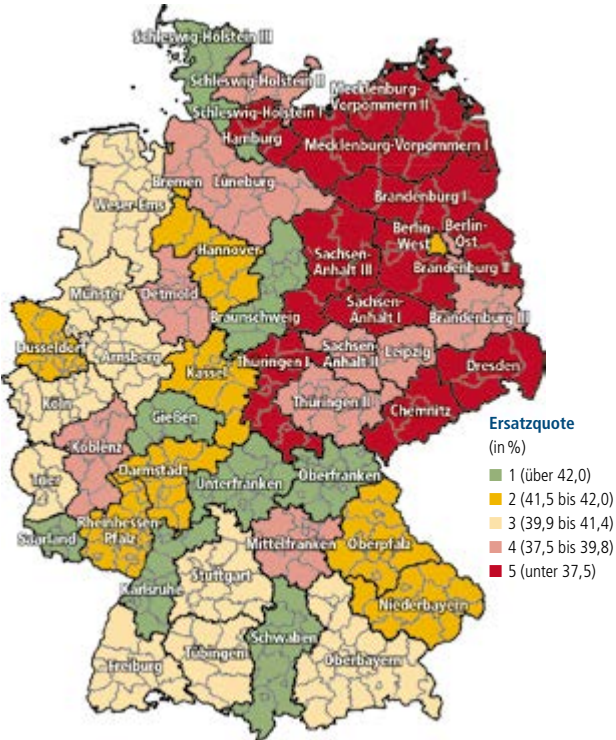 Schleswig-Holstein III
Schleswig-Holstein II
Mecklenburg-
Vorpommern II
Schleswig-Holstein I
Hamburg
Mecklenburg-Vorpommern I
Bremen
Lüneburg
Brandenburg I
Weser-Ems
Berlin-
West
Berlin-
Ost
Hannover
Sachsen-
Anhalt III
Brandenburg II
Münster
Detmold
Braunschweig
Sachsen-
Anhalt I
Brandenburg III
Düsseldorf
Arnsberg
Kassel
Thüringen I
Sachsen-
Anhalt II
Leipzig
Dresden
Köln
Gießen
Thüringen II
Chemnitz
Koblenz
Trier
Darmstadt
Unterfranken
Oberfranken
Saarland
Rheinhessen-
Pfalz
Mittelfranken
Oberpfalz
Karlsruhe
Stuttgart
Niederbayern
Schwaben
Freiburg
Tübingen
Oberbayern
Ersatzquote
(in %)
1 (über 42,0)
2 (41,5 bis 42,0)
3 (39,9 bis 41,4)
4 (37,5 bis 39,8)
5 (unter 37,5)